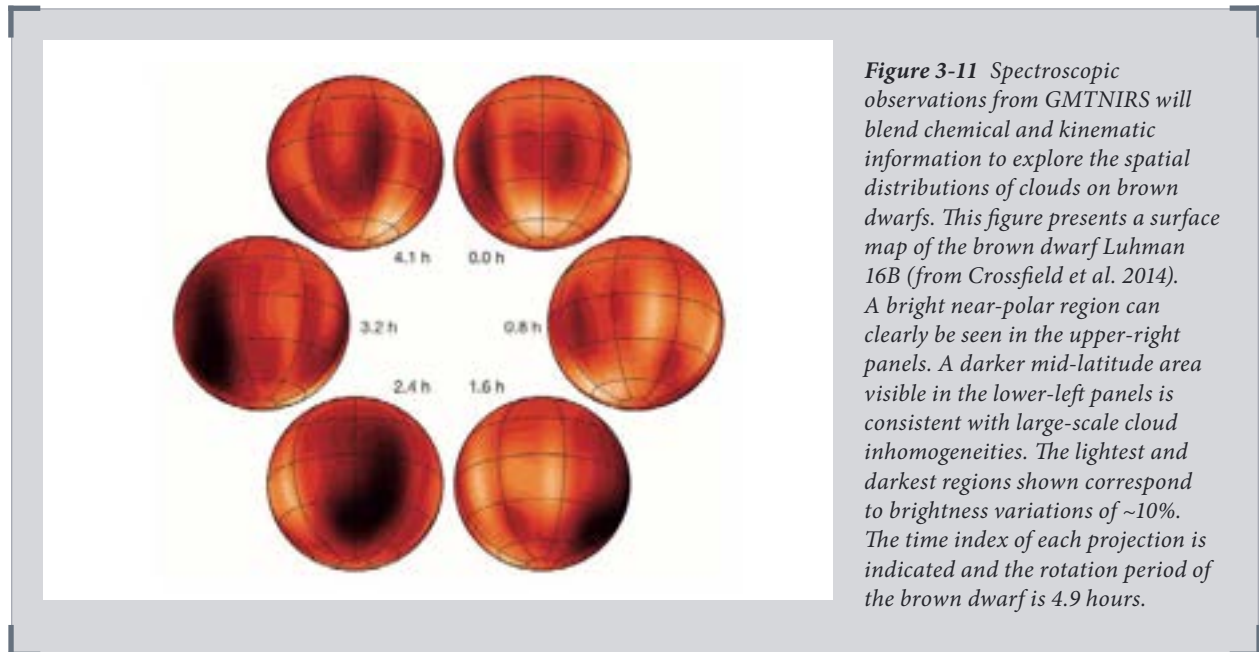 4.1 h 0.0 h
3.2 h 0.8 h
2.4 h 1.6 h
Figure 3-11 Spectroscopic
observations from GMTNIRS will
blend chemical and kinematic
information to explore the spatial
distributions of clouds on brown
dwarfs. This figure presents a surface
map of the brown dwarf Luhman
16B (from Crossfield et al. 2014).
A bright near-polar region can
clearly be seen in the upper-right
panels. A darker mid-latitude area
visible in the lower-left panels is
consistent with large-scale cloud
inhomogeneities. The lightest and
darkest regions shown correspond
to brightness variations of ~10%.
The time index of each projection is
indicated and the rotation period of
the brown dwarf is 4.9 hours.